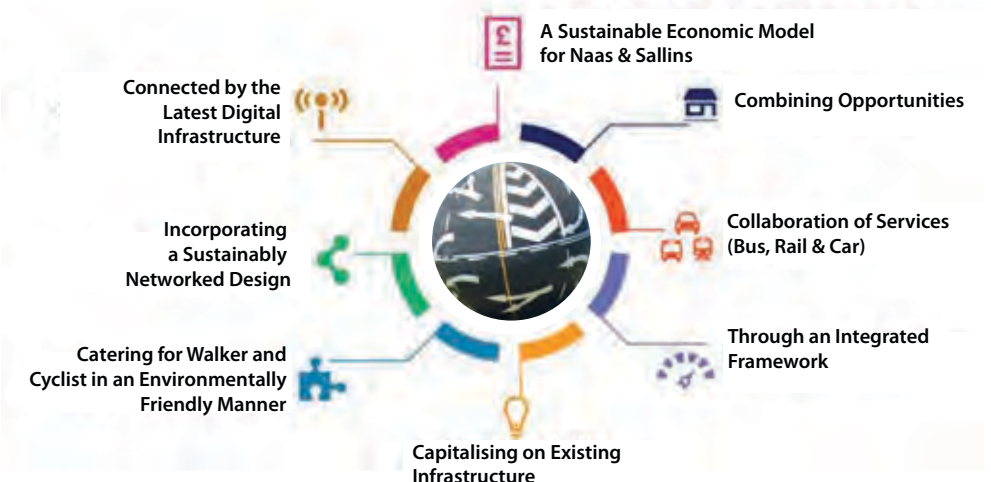 A Sustainable Economic Model
for Naas & Sallins
Combining Opportunities
Collaboration of Services
(Bus, Rail & Car)
Through an Integrated
Framework
Capitalising on Existing
Infrastructure
Catering for Walker and
Cyclist in an Environmentally
Friendly Manner
Incorporating
a Sustainably
Networked Design
Connected by the
Latest Digital
Infrastructure
£